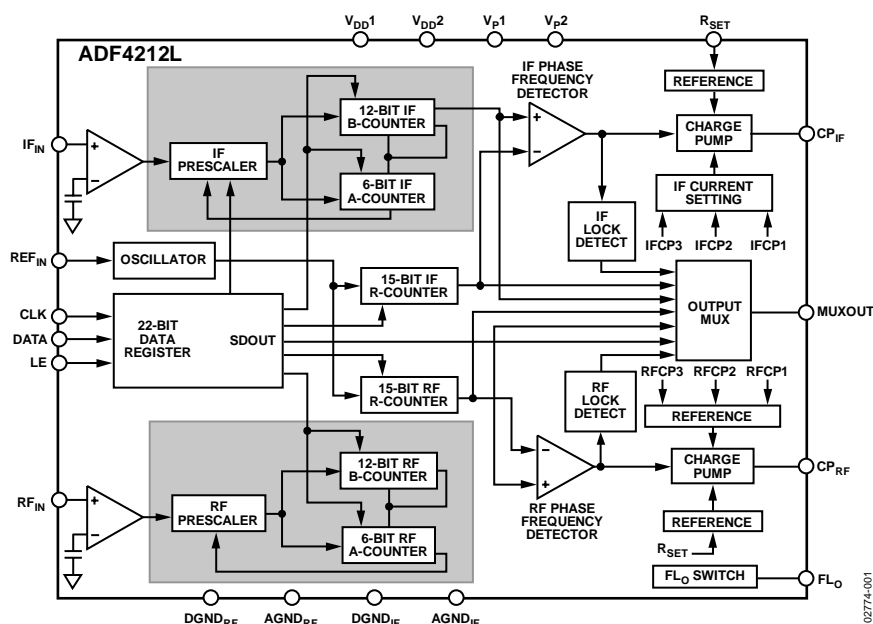 VDD1 VDD2 VP1 VP2 RSET
ADF4212L
IF PHASE
FREQUENCY
DETECTOR
REFERENCE
12-BIT IF
B-COUNTER
CHARGE
PUMP
CPIF
IFIN
+
−
IF
PRESCALER
+
−
6-BIT IF
A-COUNTER
IF CURRENT
SETTING
IF
LOCK
DETECT
IFCP3 IFCP2 IFCP1
REFIN
OSCILLATOR
15-BIT IF
R-COUNTER
OUTPUT
MUX
MUXOUT
CLK
DATA
LE
22-BIT
DATA
REGISTER
SDOUT
15-BIT RF
R-COUNTER
RF
LOCK
DETECT
RFCP3 RFCP2 RFCP1
REFERENCE
12-BIT RF
B-COUNTER
−
+
CHARGE
PUMP
CPRF
RFIN
+
−
RF
PRESCALER
6-BIT RF
A-COUNTER
RF PHASE
FREQUENCY
DETECTOR
REFERENCE
RSET
FLO SWITCH
FLO
DGNDRF AGNDRF DGNDIF AGNDIF
02774-001